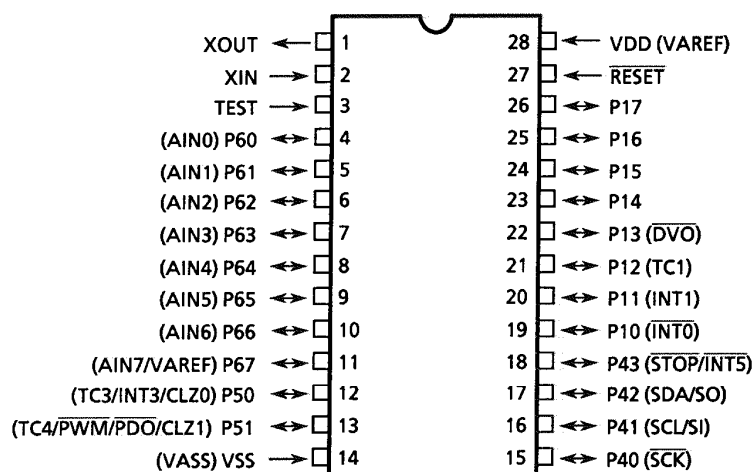 XOUT 1 28 VDD (VAREF)
XIN 2 27 RESET
TEST 3 26 P17
(AIN0) P60 4 25 P16
(AIN1) P61 5 24 P15
(AIN2) P62 6 23 P14
(AIN3) P63 7 22 P13 (DVO)
(AIN4) P64 8 21 P12 (TC1)
(AIN5) P65 9 20 P11 (INT1)
(AIN6) P66 10 19 P10 (INT0)
(AIN7/VAREF) P67 11 18 P43 (STOP/INT5)
(TC3/INT3/CLZ0) P50 12 17 P42 (SDA/SO)
(TC4/PWM/PDO/CLZ1) P51 13 16 P41 (SCL/SI)
(VASS) VSS 14 15 P40 (SCK)